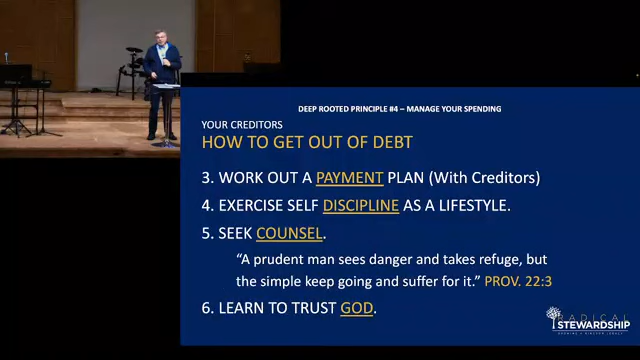 DEEP ROOTED PRINCIPLE #4 – MANAGE YOUR SPENDING
YOUR CREDITORS
HOW TO GET OUT OF DEBT
3. WORK OUT A PAYMENT PLAN (With Creditors)
4. EXERCISE SELF DISCIPLINE AS A LIFESTYLE.
5. SEEK COUNSEL.
“A prudent man sees danger and takes refuge, but
the simple keep going and suffer for it.” PROV. 22:3
6. LEARN TO TRUST GOD.
RADICAL
STEWARDSHIP